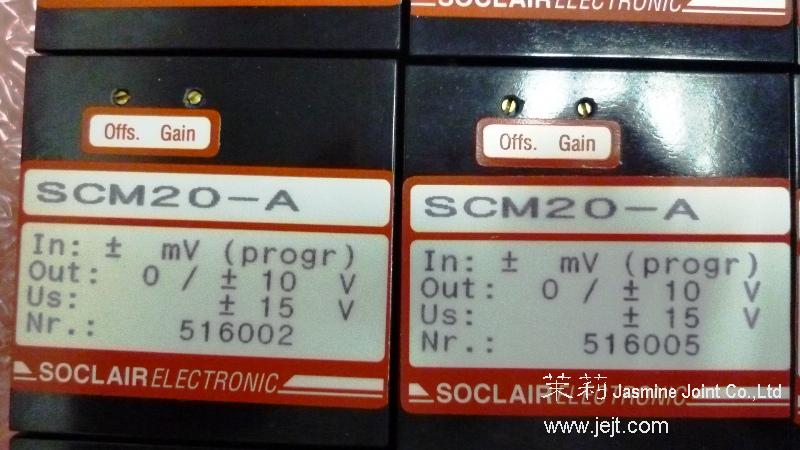 SOCLAIR ELECTRONIC
Offs. Gain
SCM20-A
In: ± mV (progr)
Out: 0 / ± 10 V
Us: ± 15 V
Nr.: 516002
SOCLAIR ELECTRONIC
Offs. Gain
SCM20-A
In: ± mV (progr)
Out: 0 / ± 10 V
Us: ± 15 V
Nr.: 516005
SOCLAIR ELECTRONIC
茉莉 Jasmine Joint Co.,Ltd
www.jejt.com